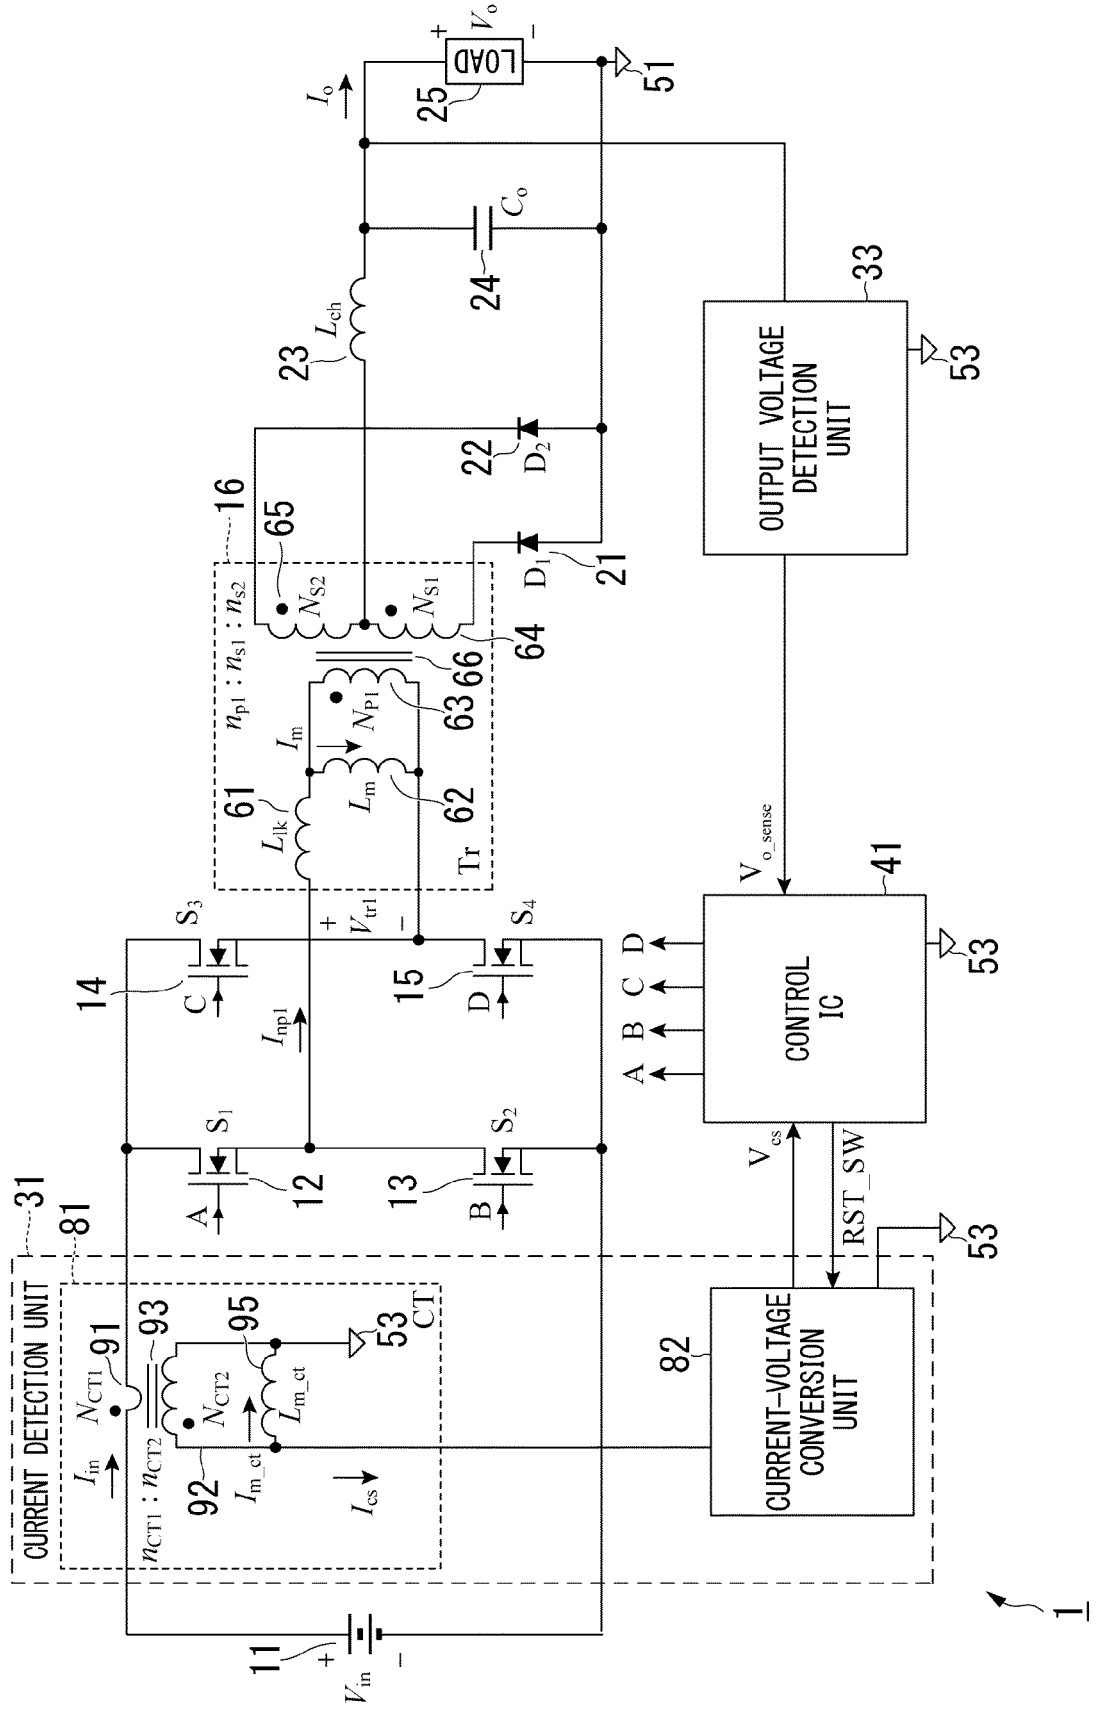 CURRENT DETECTION UNIT
31
81
I_in
N_CT1
91
93
n_CT1 : n_CT2
N_CT2
92
95
I_m_ct
L_m_ct
I_cs
53
CT
11
+
V_in
−
A
S_1
12
B
S_2
13
C
S_3
14
D
S_4
15
I_np1
+
V_tr1
−
16
n_p1 : n_s1 : n_s2
61
L_lk
I_m
L_m
62
N_P1
63
66
65
N_S2
N_S1
64
Tr
D_1
21
D_2
22
23
L_ch
24
C_o
I_o
25
LOAD
+
V_o
−
51
82
CURRENT-VOLTAGE
CONVERSION
UNIT
53
V_cs
RST_SW
A
B
C
D
41
CONTROL
IC
53
V_o_sense
33
OUTPUT VOLTAGE
DETECTION
UNIT
53
1